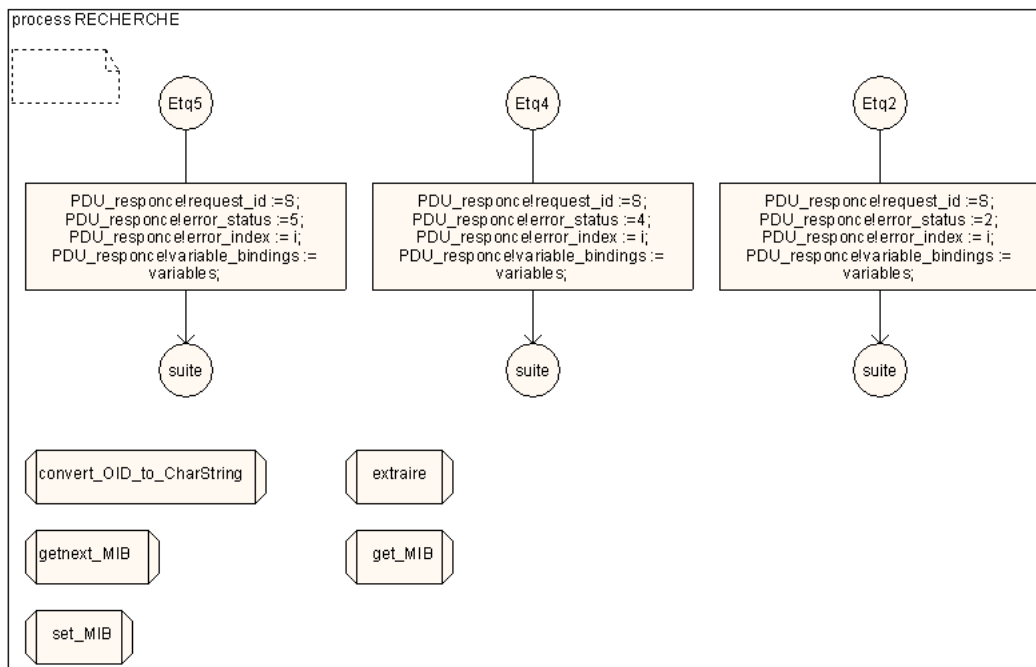 process RECHERCHE
Etq5
Etq4
Etq2
PDU_responce!request_id :=S;
PDU_responce!error_status :=5;
PDU_responce!error_index := i;
PDU_responce!variable_bindings :=
variables;
PDU_responce!request_id :=S;
PDU_responce!error_status :=4;
PDU_responce!error_index := i;
PDU_responce!variable_bindings :=
variables;
PDU_responce!request_id :=S;
PDU_responce!error_status :=2;
PDU_responce!error_index := i;
PDU_responce!variable_bindings :=
variables;
suite
suite
suite
convert_OID_to_CharString
extraire
getnext_MIB
get_MIB
set_MIB